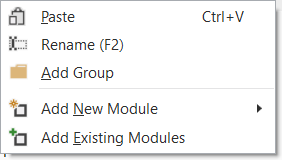 Paste Ctrl+V
Rename (F2)
Add Group
Add New Module
Add Existing Modules